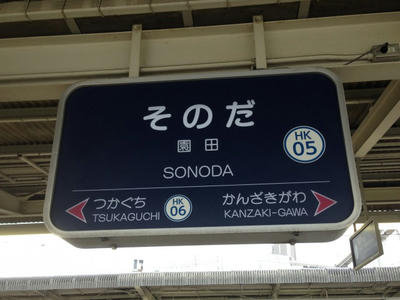 そのだ
園田
HK
05
SONODA
つかぐち
TSUKAGUCHI
HK
06
かんざきがわ
KANZAKI-GAWA